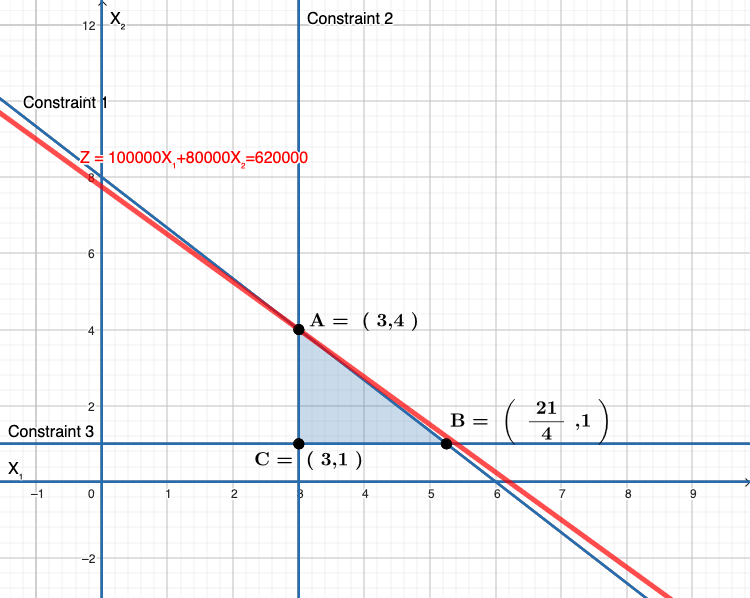 12
X₂
Constraint 2
Constraint 1
Z = 100000X₁+80000X₂=620000
8
6
A = ( 3,4 )
4
2
B = ( 21/4 ,1 )
Constraint 3
C = ( 3,1 )
X₁
−1 0 1 2 3 4 5 6 7 8 9
−2